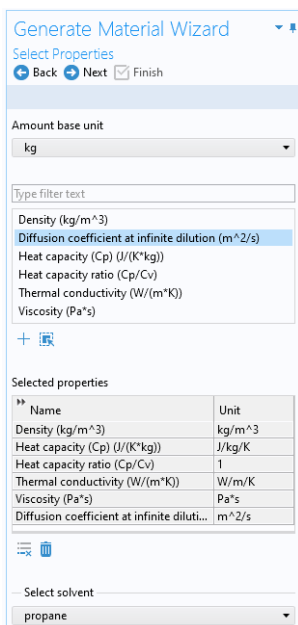 Generate Material Wizard
Select Properties
Back Next Finish
Amount base unit
kg
Type filter text
Density (kg/m^3)
Diffusion coefficient at infinite dilution (m^2/s)
Heat capacity (Cp) (J/(K*kg))
Heat capacity ratio (Cp/Cv)
Thermal conductivity (W/(m*K))
Viscosity (Pa*s)
Selected properties
Name Unit
Density (kg/m^3) kg/m^3
Heat capacity (Cp) (J/(K*kg)) J/kg/K
Heat capacity ratio (Cp/Cv) 1
Thermal conductivity (W/(m*K)) W/m/K
Viscosity (Pa*s) Pa*s
Diffusion coefficient at infinite diluti... m^2/s
Select solvent
propane